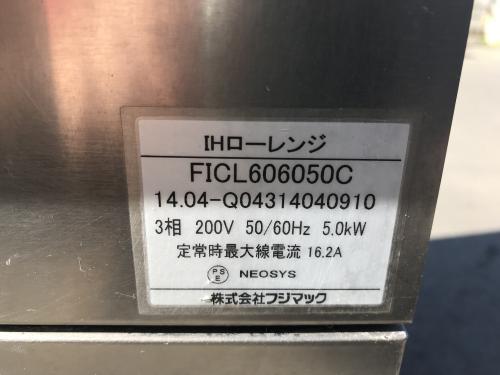 IHローレンジ
FICL606050C
14.04-Q04314040910
3相 200V 50/60Hz 5.0kW
定常時最大線電流 16.2A
PSE NEOSYS
株式会社フジマック